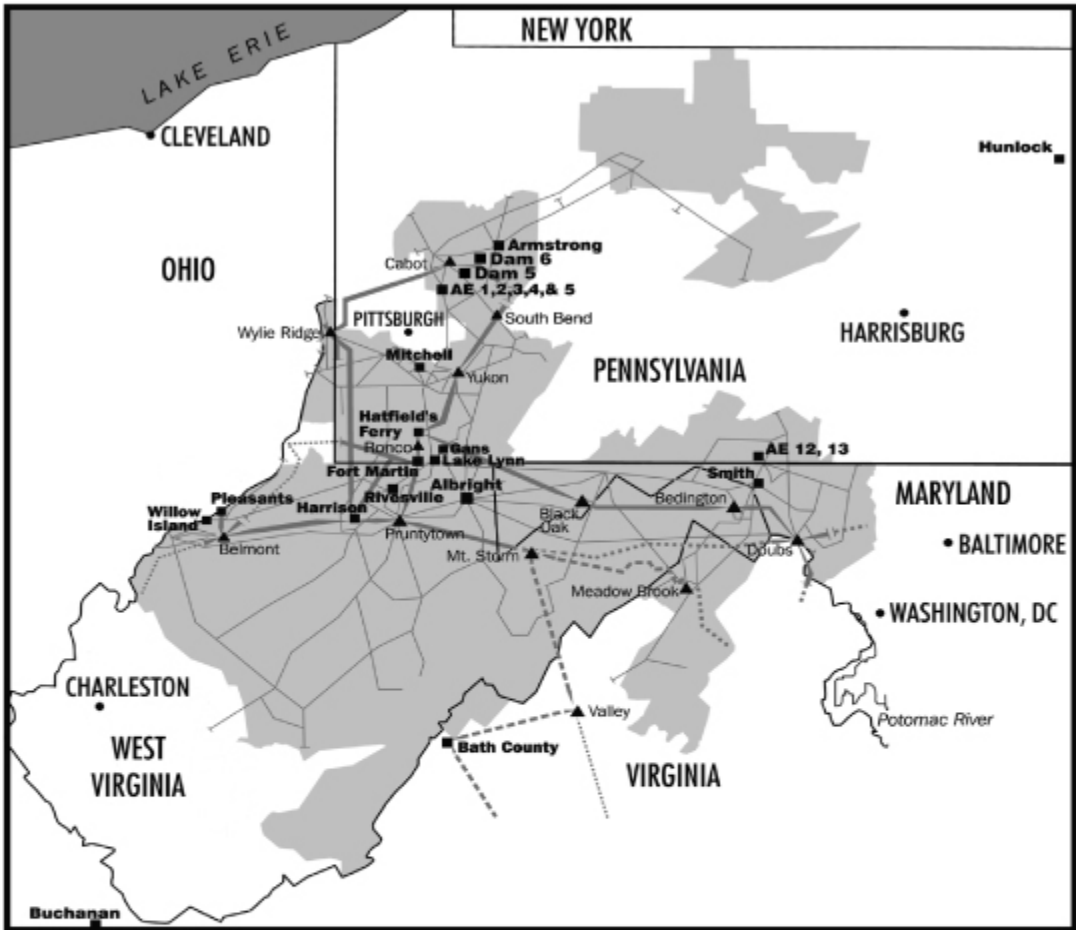 NEW YORK
LAKE ERIE
CLEVELAND
Hunlock
OHIO
Armstrong
Cabot
Dam 6
Dam 5
AE 1,2,3,4,& 5
PITTSBURGH
South Bend
Wylie Ridge
HARRISBURG
Mitchell
Yukon
PENNSYLVANIA
Hatfield's
Ferry
Ronco
Gans
Lake Lynn
AE 12, 13
Fort Martin
Smith
Albright
Rivesville
Pleasants
Willow
Island
Harrison
Bedington
MARYLAND
Black
Oak
Belmont
Pruntytown
Mt. Storm
Doubs
BALTIMORE
Meadow Brook
WASHINGTON, DC
CHARLESTON
Valley
Potomac River
WEST
VIRGINIA
Bath County
VIRGINIA
Buchanan